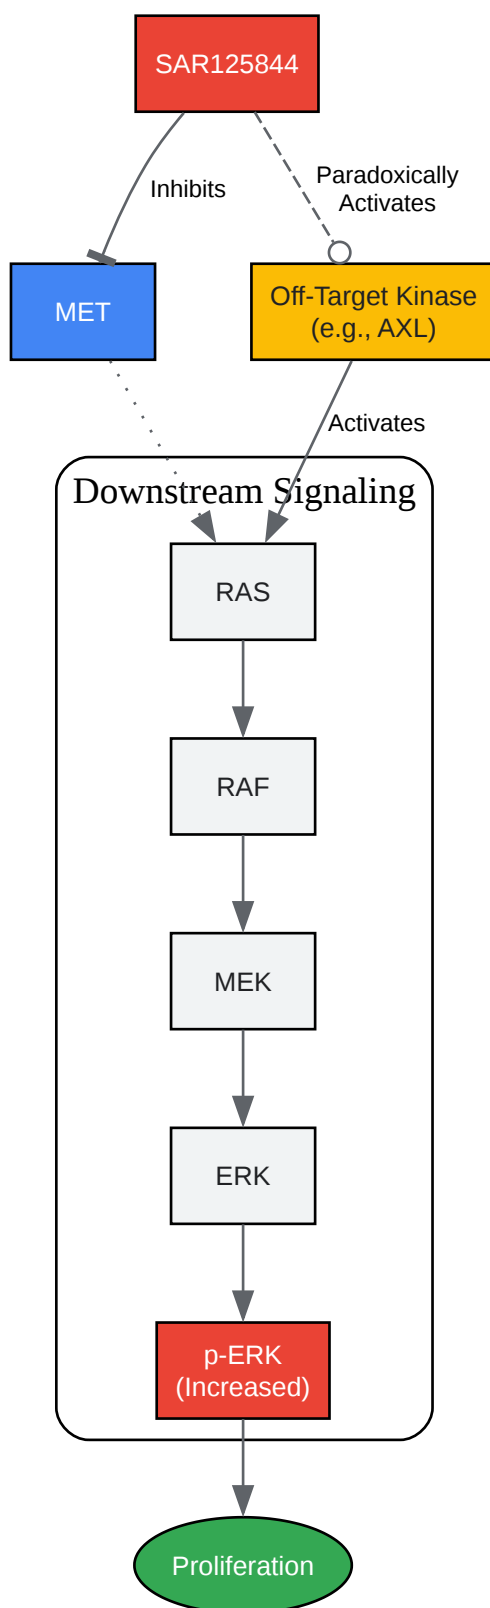 SAR125844
Inhibits
Paradoxically
Activates
MET
Off-Target Kinase
(e.g., AXL)
Activates
Downstream Signaling
RAS
RAF
MEK
ERK
p-ERK
(Increased)
Proliferation